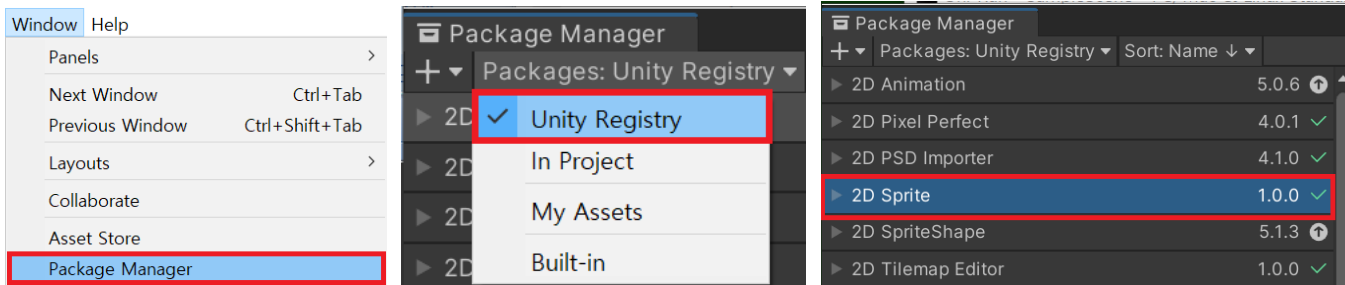 Window Help
Panels >
Next Window Ctrl+Tab
Previous Window Ctrl+Shift+Tab
Layouts >
Collaborate
Asset Store
Package Manager
Package Manager
+ Packages: Unity Registry
2D
Unity Registry
2D
In Project
2D
My Assets
2D
Built-in
Package Manager
+ Packages: Unity Registry Sort: Name ↓
2D Animation 5.0.6
2D Pixel Perfect 4.0.1
2D PSD Importer 4.1.0
2D Sprite 1.0.0
2D SpriteShape 5.1.3
2D Tilemap Editor 1.0.0